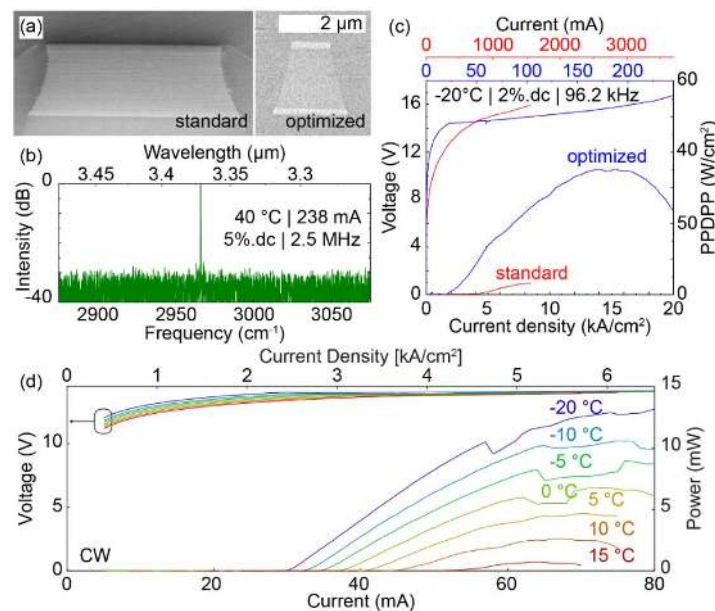 (a)
2 µm
standard
optimized
(b)
Wavelength (µm)
3.45 3.4 3.35 3.3
Intensity (dB)
0
-40
40 °C | 238 mA
5%.dc | 2.5 MHz
2900 2950 3000 3050
Frequency (cm-1)
(c)
Current (mA)
0 1000 2000 3000
0 50 100 150 200
-20°C | 2%.dc | 96.2 kHz
Voltage (V)
16
12
8
4
0
optimized
standard
60
40
50
0
PPDPP (W/cm²)
0 5 10 15 20
Current density (kA/cm²)
Current Density [kA/cm²]
0 1 2 3 4 5 6
(d)
Voltage (V)
10
5
0
-20 °C
-10 °C
-5 °C
0 °C
5 °C
10 °C
15 °C
CW
15
10
5
0
Power (mW)
0 20 40 60 80
Current (mA)